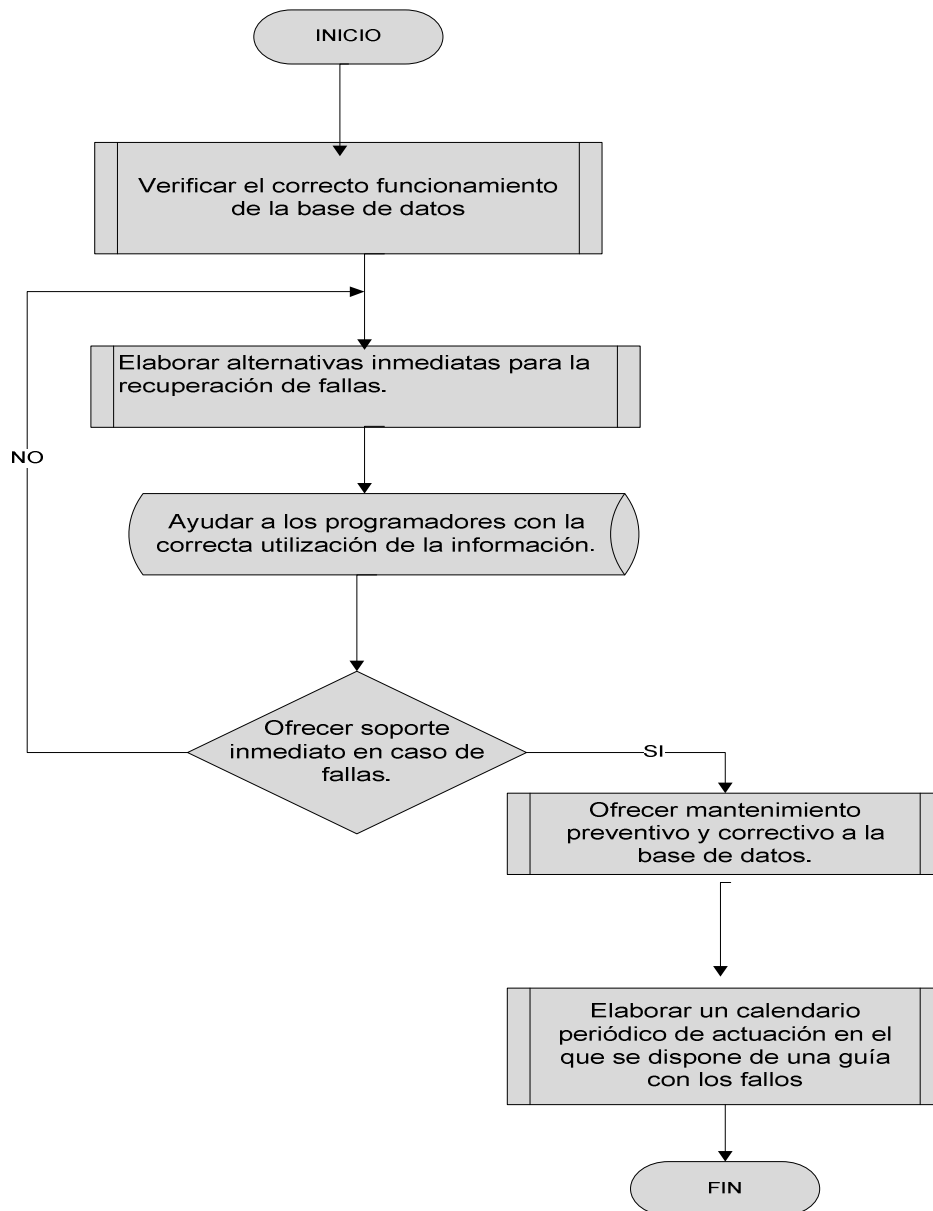 INICIO
Verificar el correcto funcionamiento
de la base de datos
Elaborar alternativas inmediatas para la
recuperación de fallas.
NO
Ayudar a los programadores con la
correcta utilización de la información.
Ofrecer soporte
inmediato en caso de
fallas.
SI
Ofrecer mantenimiento
preventivo y correctivo a la
base de datos.
Elaborar un calendario
periódico de actuación en el
que se dispone de una guía
con los fallos
FIN